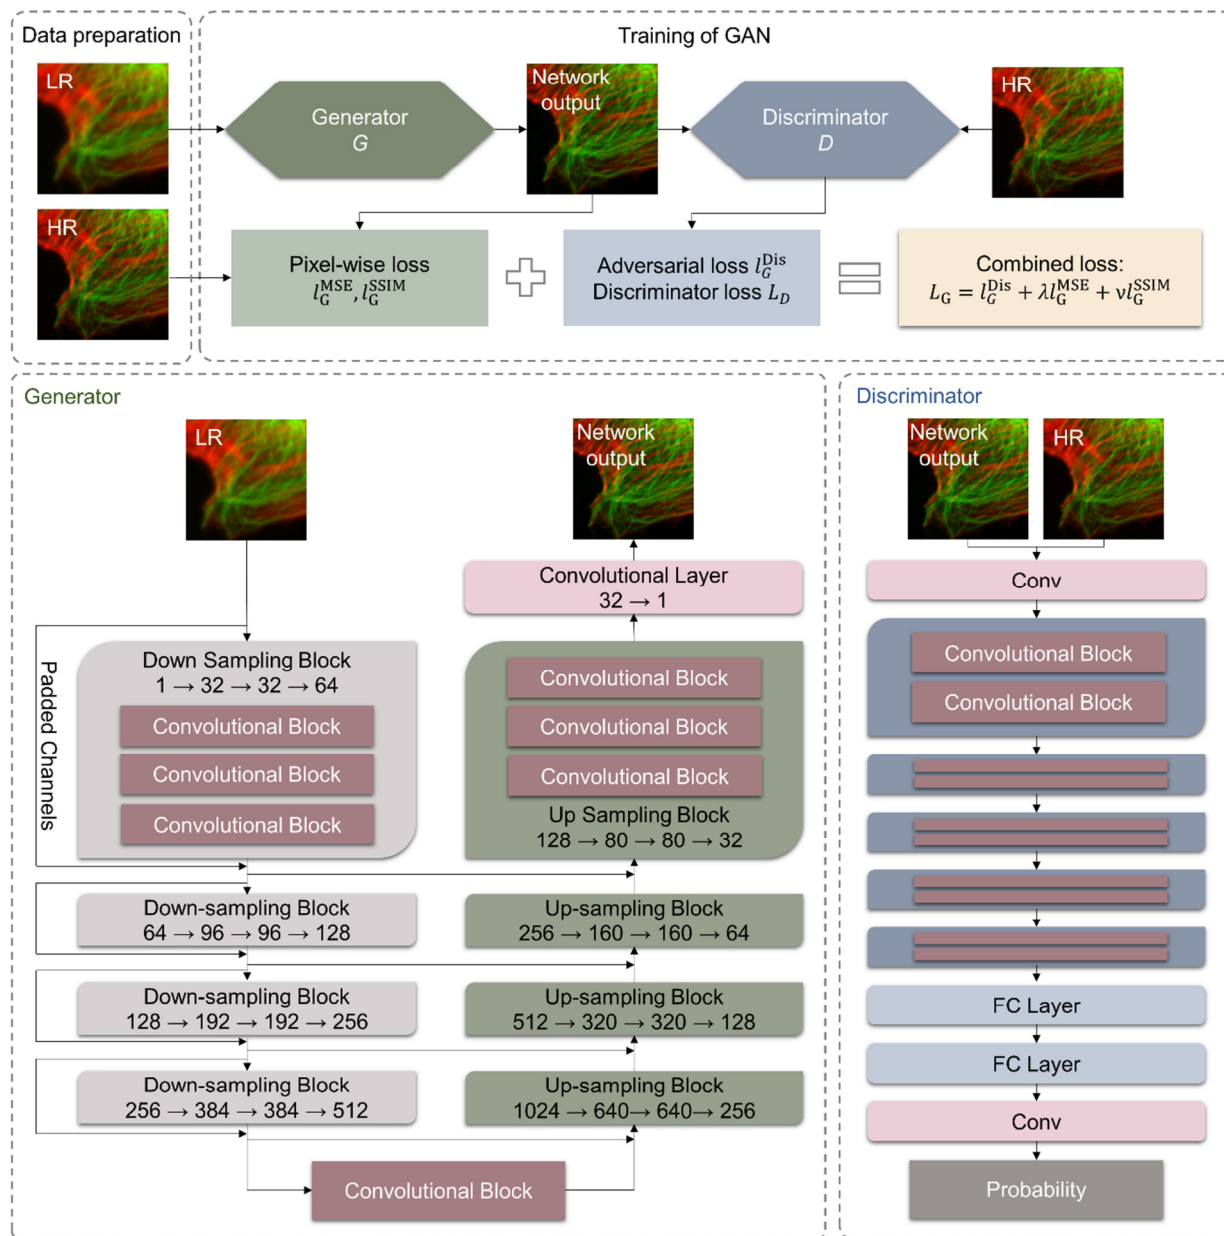 Data preparation
Training of GAN
LR
Generator
G
Network
output
Discriminator
D
HR
HR
Pixel-wise loss
l_G^MSE, l_G^SSIM
Adversarial loss l_G^Dis
Discriminator loss L_D
Combined loss:
L_G = l_G^Dis + λl_G^MSE + νl_G^SSIM
Generator
LR
Network
output
Convolutional Layer
32 → 1
Padded Channels
Down Sampling Block
1 → 32 → 32 → 64
Convolutional Block
Convolutional Block
Convolutional Block
Convolutional Block
Convolutional Block
Convolutional Block
Up Sampling Block
128 → 80 → 80 → 32
Down-sampling Block
64 → 96 → 96 → 128
Up-sampling Block
256 → 160 → 160 → 64
Down-sampling Block
128 → 192 → 192 → 256
Up-sampling Block
512 → 320 → 320 → 128
Down-sampling Block
256 → 384 → 384 → 512
Up-sampling Block
1024 → 640 → 640 → 256
Convolutional Block
Discriminator
Network
output
HR
Conv
Convolutional Block
Convolutional Block
FC Layer
FC Layer
Conv
Probability